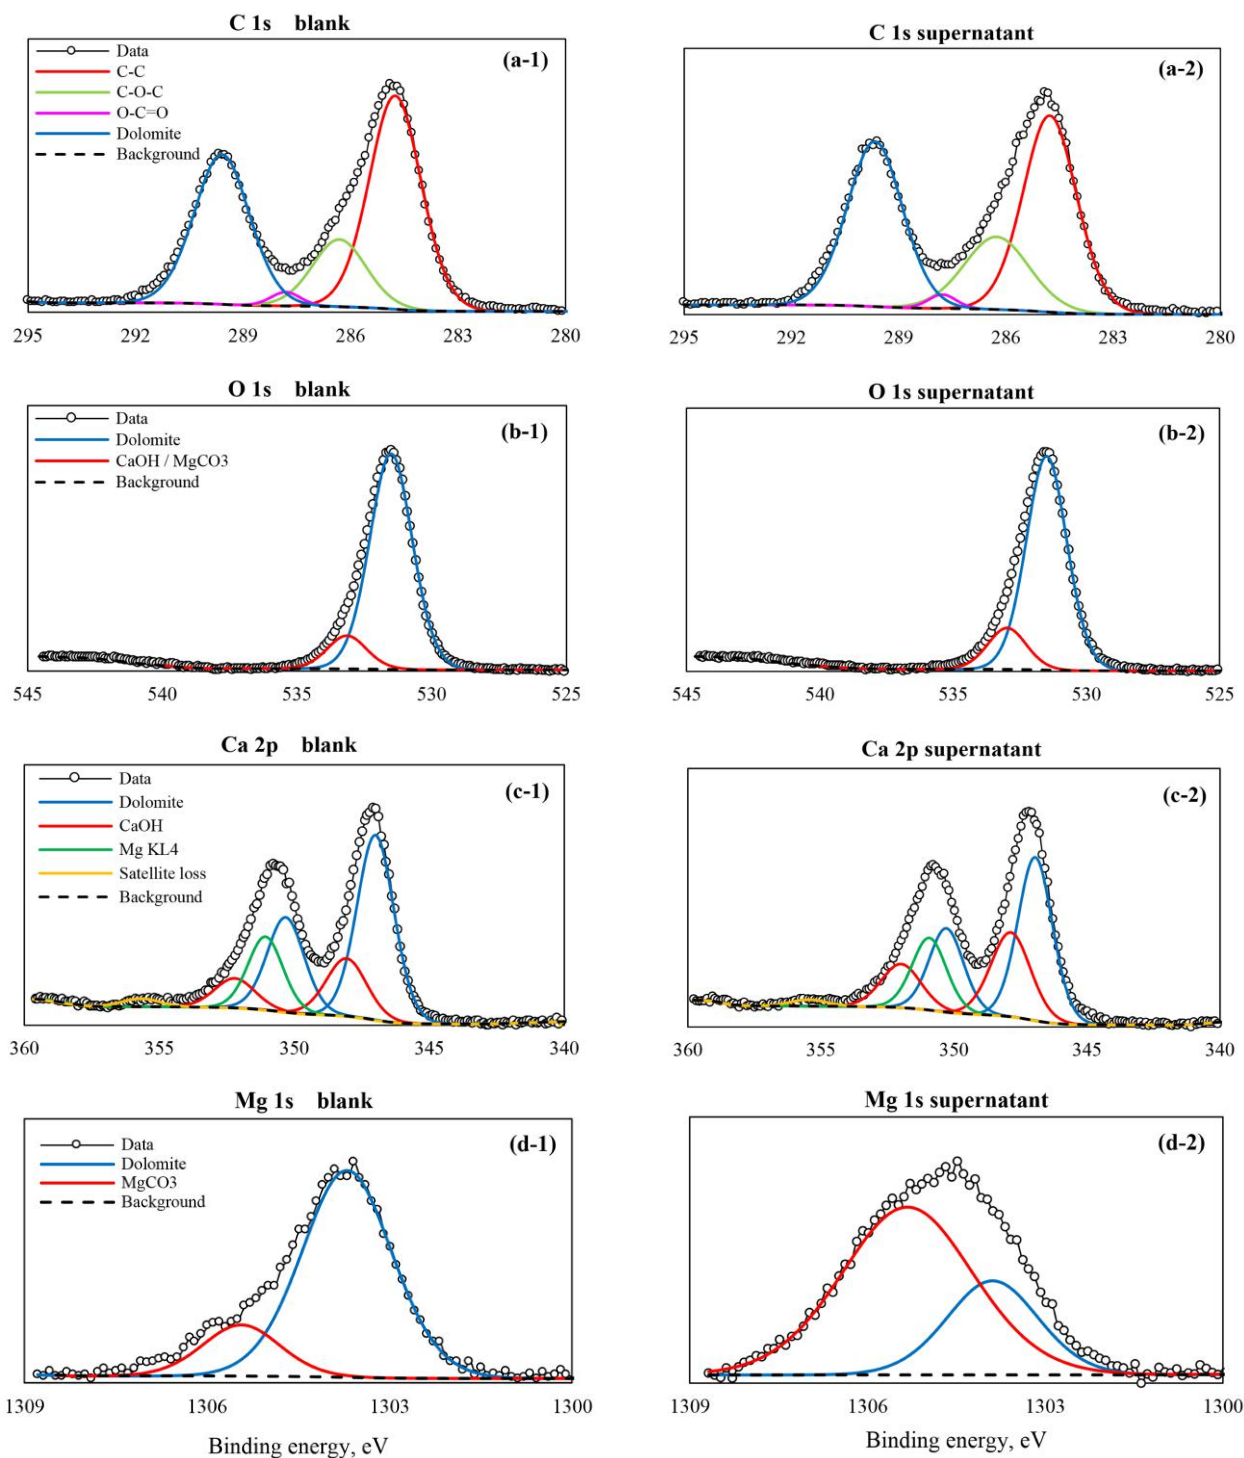 C 1s blank
Data
C-C
C-O-C
O-C=O
Dolomite
Background
(a-1)
295 292 289 286 283 280
C 1s supernatant
(a-2)
295 292 289 286 283 280
O 1s blank
Data
Dolomite
CaOH / MgCO3
Background
(b-1)
545 540 535 530 525
O 1s supernatant
(b-2)
545 540 535 530 525
Ca 2p blank
Data
Dolomite
CaOH
Mg KL4
Satellite loss
Background
(c-1)
360 355 350 345 340
Ca 2p supernatant
(c-2)
360 355 350 345 340
Mg 1s blank
Data
Dolomite
MgCO3
Background
(d-1)
1309 1306 1303 1300
Binding energy, eV
Mg 1s supernatant
(d-2)
1309 1306 1303 1300
Binding energy, eV